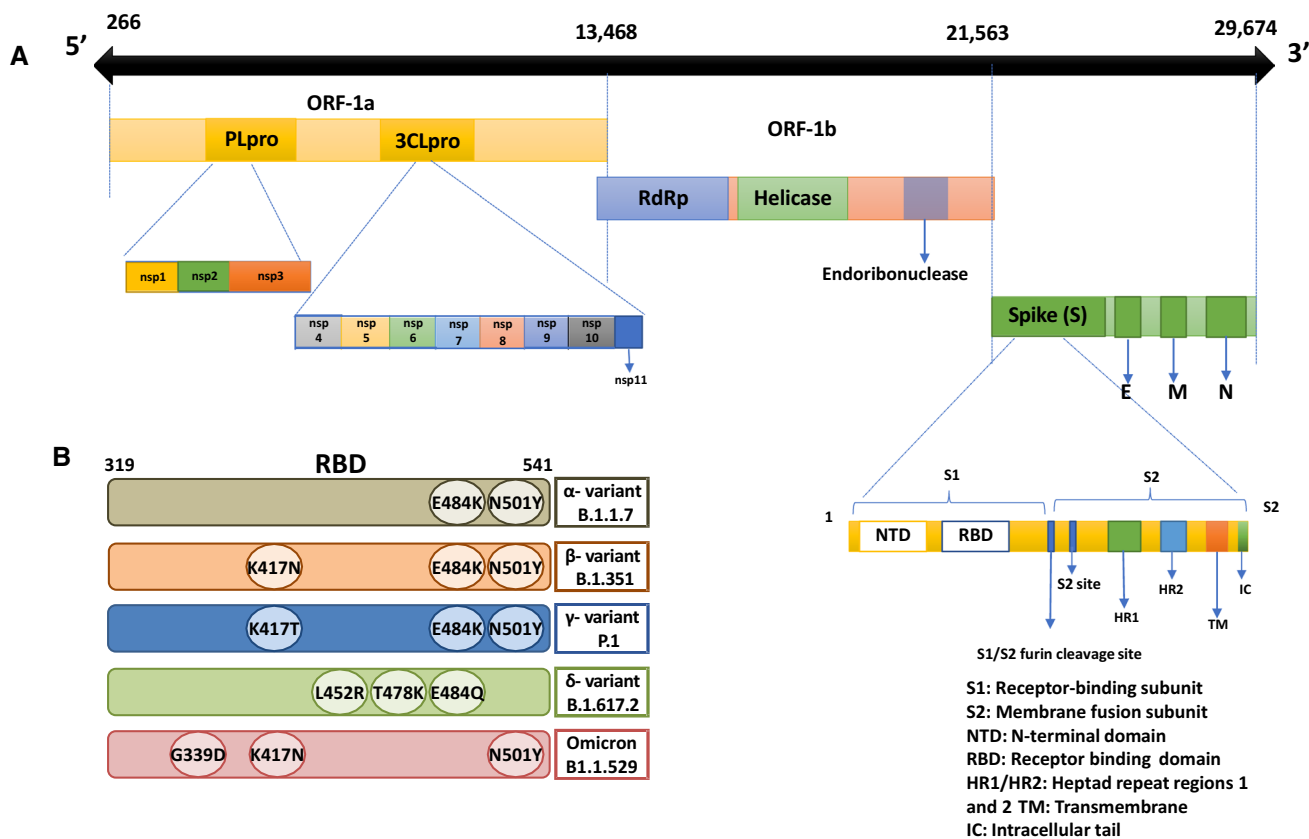 A
266
13,468
21,563
29,674
5’
3’
ORF-1a
PLpro
3CLpro
ORF-1b
RdRp
Helicase
Endoribonuclease
nsp1
nsp2
nsp3
nsp
4
nsp
5
nsp
6
nsp
7
nsp
8
nsp
9
nsp
10
nsp11
Spike (S)
E
M
N
S1
S2
S2
1
NTD
RBD
S2 site
HR1
HR2
TM
IC
S1/S2 furin cleavage site
S1: Receptor-binding subunit
S2: Membrane fusion subunit
NTD: N-terminal domain
RBD: Receptor binding domain
HR1/HR2: Heptad repeat regions 1
and 2 TM: Transmembrane
IC: Intracellular tail
B
319
RBD
541
E484K
N501Y
α- variant
B.1.1.7
K417N
E484K
N501Y
β-variant
B.1.351
K417T
E484K
N501Y
γ- variant
P.1
L452R
T478K
E484Q
δ- variant
B.1.617.2
G339D
K417N
N501Y
Omicron
B1.1.529